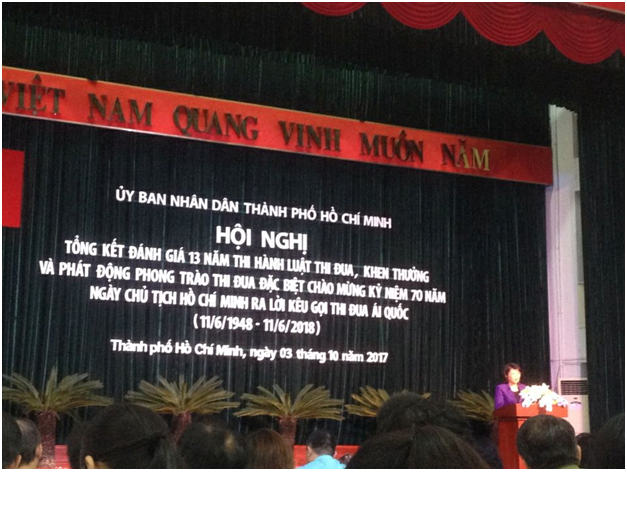 VIỆT NAM QUANG VINH MUÔN NĂM
ỦY BAN NHÂN DÂN THÀNH PHỐ HỒ CHÍ MINH
HỘI NGHỊ
TỔNG KẾT ĐÁNH GIÁ 13 NĂM THI HÀNH LUẬT THI ĐUA, KHEN THƯỞNG
VÀ PHÁT ĐỘNG PHONG TRÀO THI ĐUA ĐẶC BIỆT CHÀO MỪNG KỶ NIỆM 70 NĂM
NGÀY CHỦ TỊCH HỒ CHÍ MINH RA LỜI KÊU GỌI THI ĐUA ÁI QUỐC
(11/6/1948 - 11/6/2018)
Thành phố Hồ Chí Minh, ngày 03 tháng 10 năm 2017